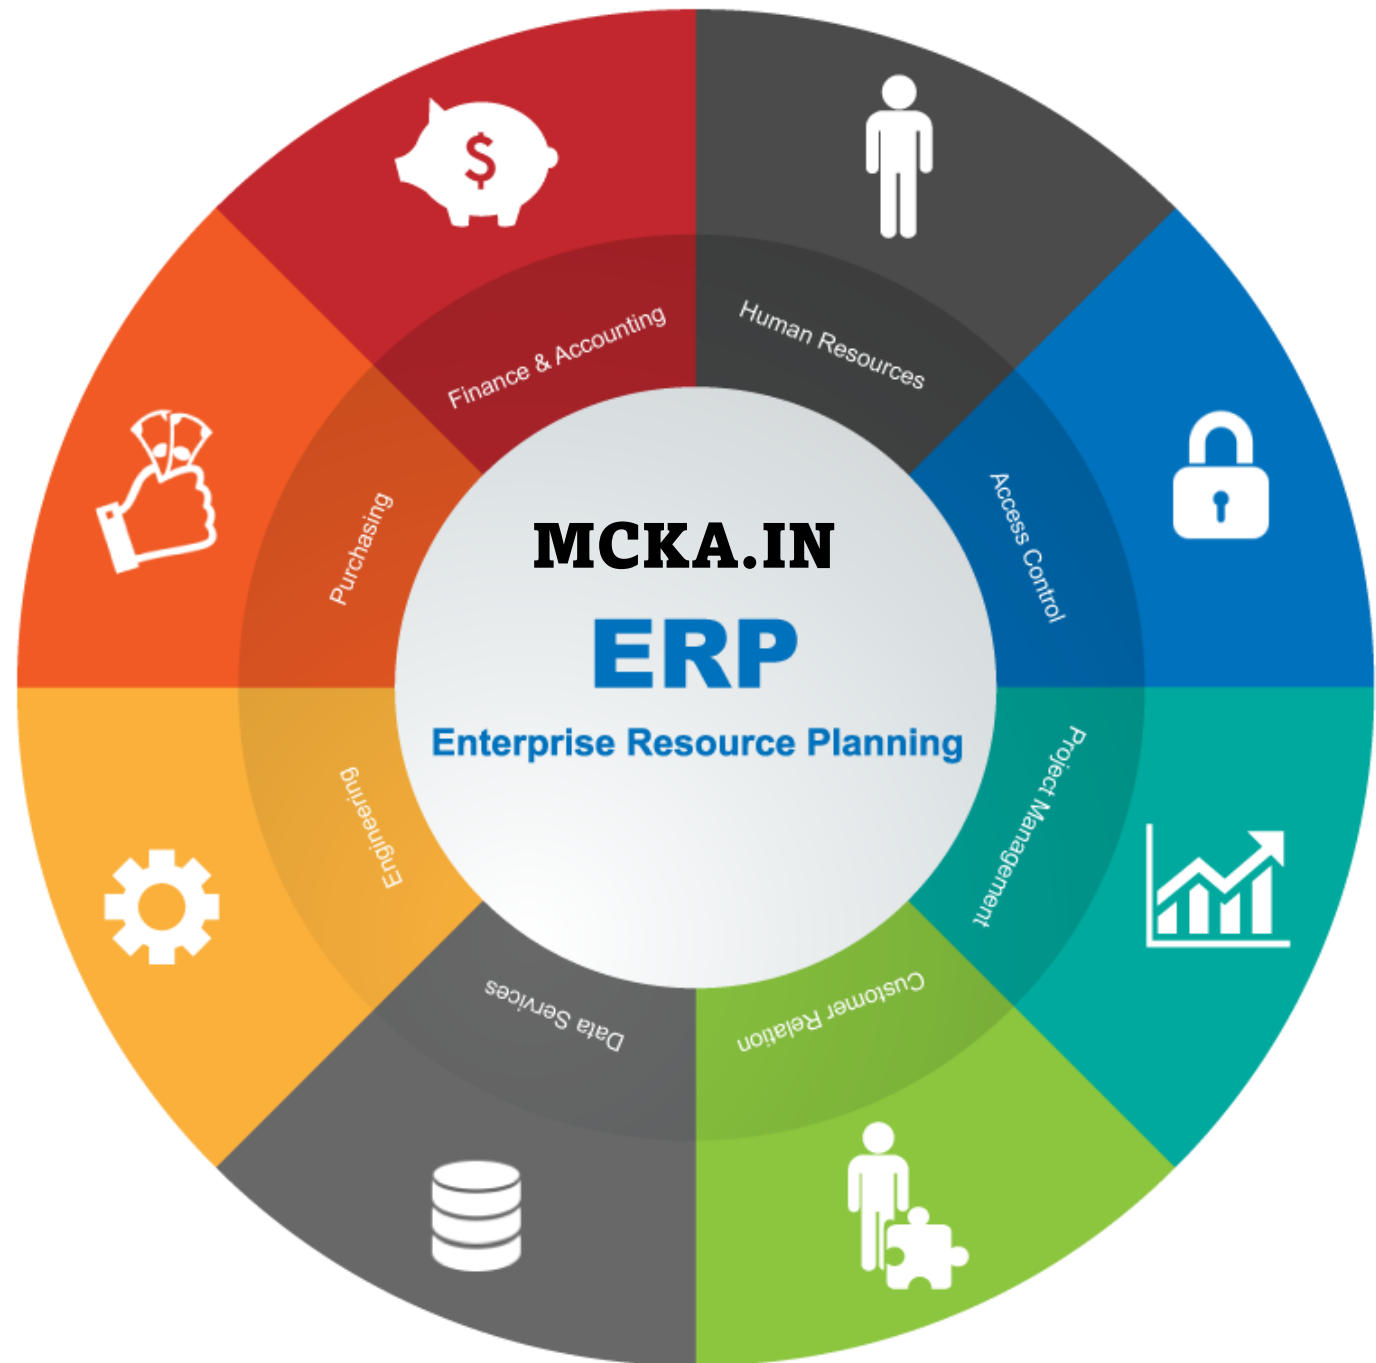 MCKA.IN
ERP
Enterprise Resource Planning
Finance & Accounting
Human Resources
Access Control
Project Management
Customer Relation
Data Services
Engineering
Purchasing
$